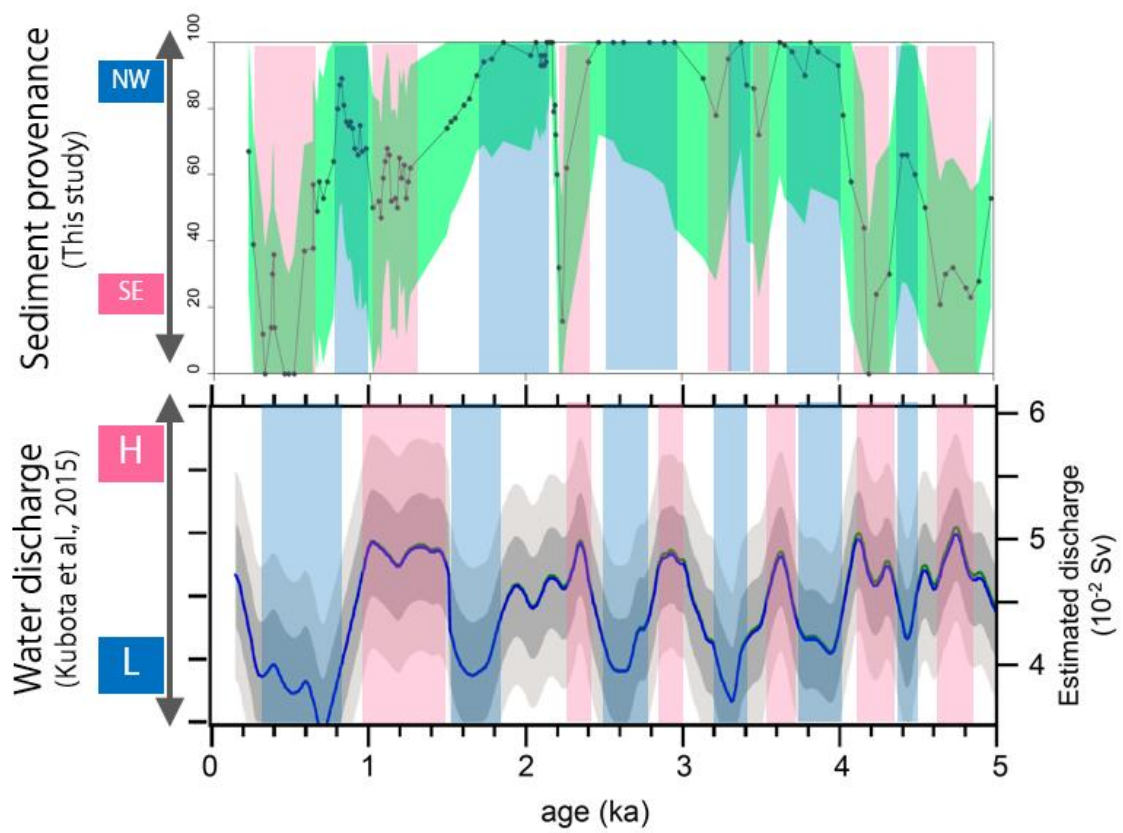 Sediment provenance
(This study)
NW
SE
100
80
60
40
20
0
Water discharge
(Kubota et al., 2015)
H
L
6
5
4
Estimated discharge
(10⁻² Sv)
0 1 2 3 4 5
age (ka)